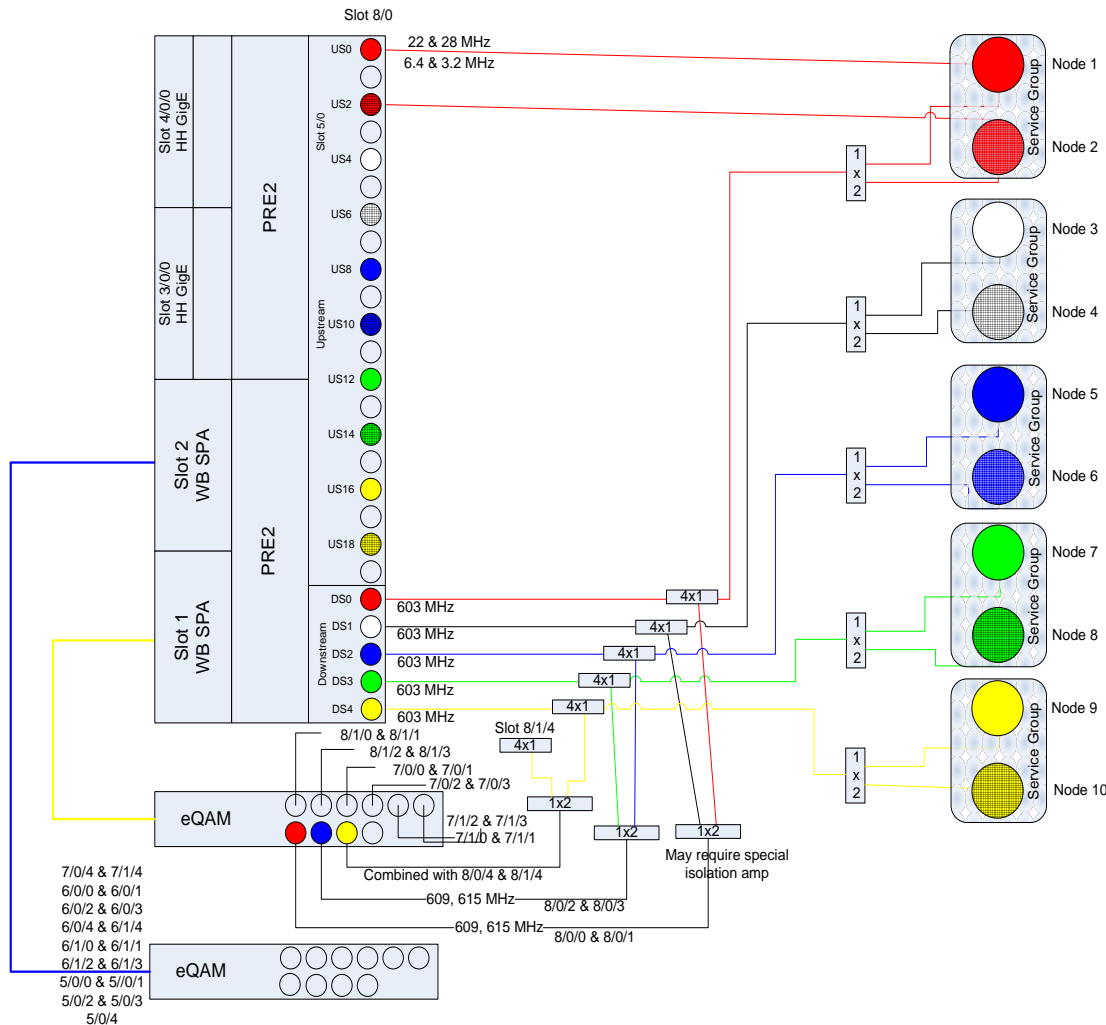 Slot 8/0
Slot 4/0/0
HH GigE
Slot 3/0/0
HH GigE
PRE2
Slot 2
WB SPA
Slot 1
WB SPA
PRE2
Slot 5/0
Upstream
Downstream
US0
US2
US4
US6
US8
US10
US12
US14
US16
US18
DS0
DS1
DS2
DS3
DS4
22 & 28 MHz
6.4 & 3.2 MHz
603 MHz
603 MHz
603 MHz
603 MHz
603 MHz
4x1
4x1
4x1
4x1
4x1
Slot 8/1/4
4x1
1x2
1x2
1x2
May require special
isolation amp
1
x
2
1
x
2
1
x
2
1
x
2
1
x
2
Service Group
Node 1
Node 2
Service Group
Node 3
Node 4
Service Group
Node 5
Node 6
Service Group
Node 7
Node 8
Service Group
Node 9
Node 10
8/1/0 & 8/1/1
8/1/2 & 8/1/3
7/0/0 & 7/0/1
7/0/2 & 7/0/3
eQAM
7/1/2 & 7/1/3
7/1/0 & 7/1/1
Combined with 8/0/4 & 8/1/4
609, 615 MHz
8/0/2 & 8/0/3
609, 615 MHz
8/0/0 & 8/0/1
7/0/4 & 7/1/4
6/0/0 & 6/0/1
6/0/2 & 6/0/3
6/0/4 & 6/1/4
6/1/0 & 6/1/1
6/1/2 & 6/1/3
5/0/0 & 5//0/1
5/0/2 & 5/0/3
5/0/4
eQAM